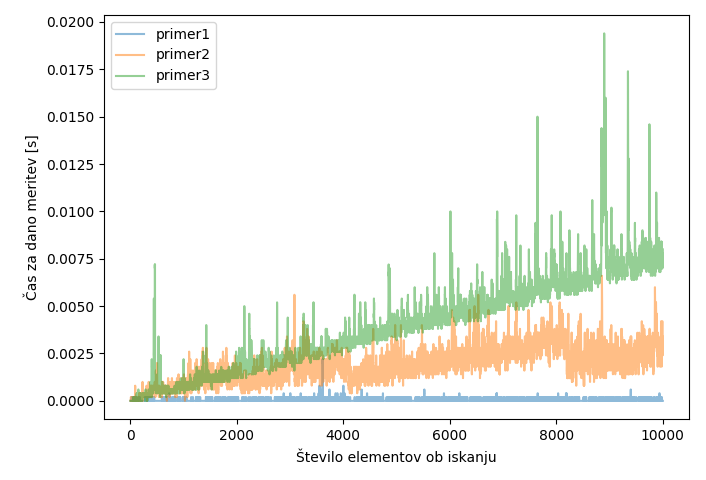 primer1
primer2
primer3
0.0200
0.0175
0.0150
0.0125
0.0100
0.0075
0.0050
0.0025
0.0000
Čas za dano meritev [s]
0 2000 4000 6000 8000 10000
Število elementov ob iskanju